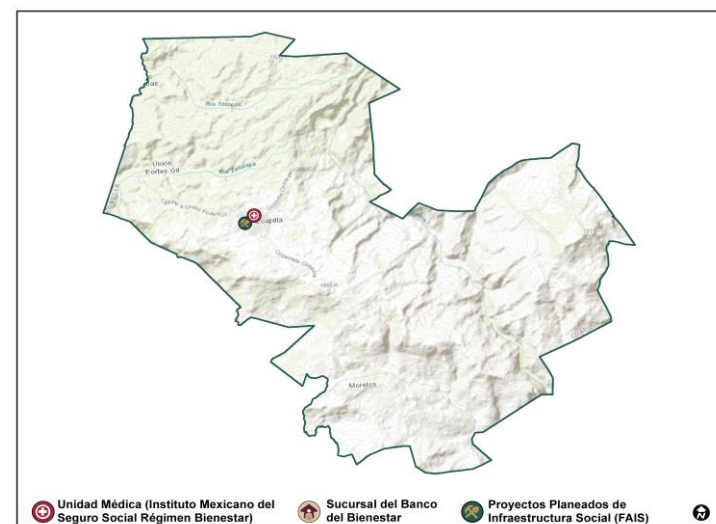 Río Totopac
Unión
Portes Gil
Capilla
Morelos
Unidad Médica (Instituto Mexicano del
Seguro Social Régimen Bienestar)
Sucursal del Banco
del Bienestar
Proyectos Planeados de
Infraestructura Social (FAIS)
N